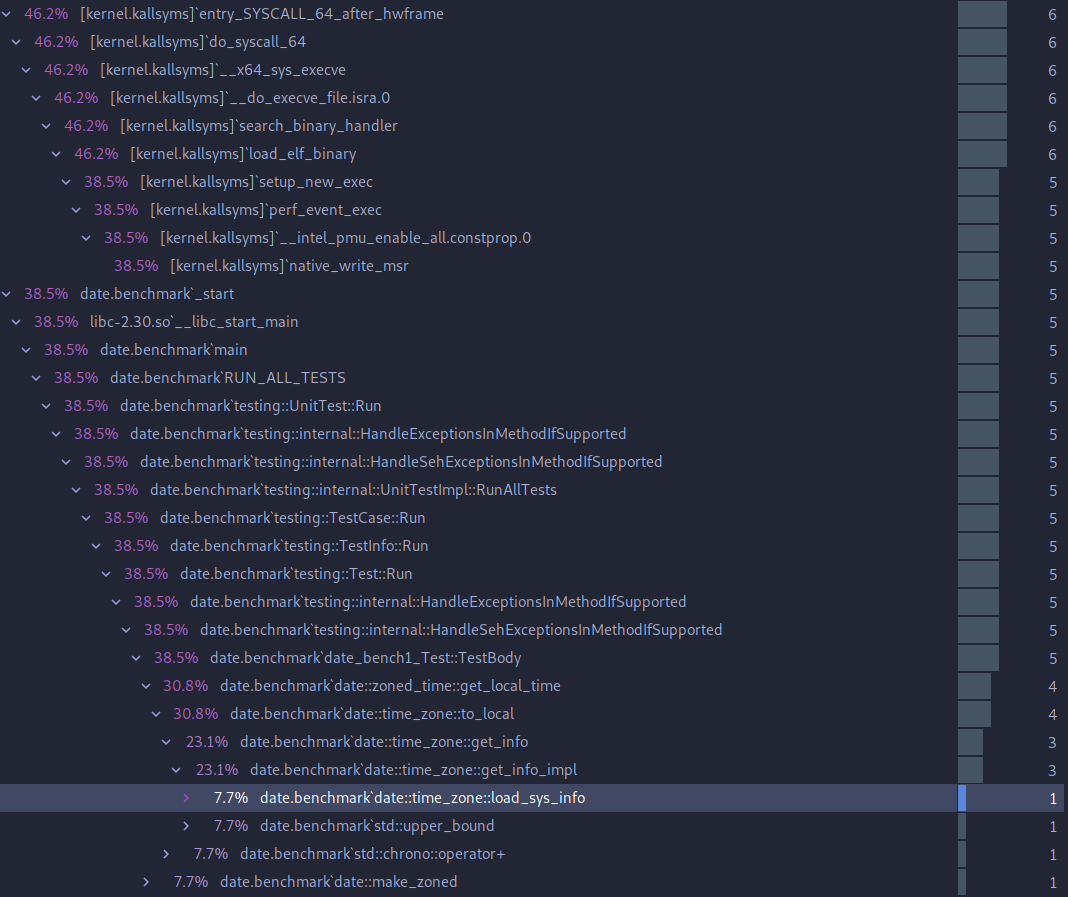 46.2% [kernel.kallsyms]`entry_SYSCALL_64_after_hwframe 6
46.2% [kernel.kallsyms]`do_syscall_64 6
46.2% [kernel.kallsyms]`__x64_sys_execve 6
46.2% [kernel.kallsyms]`__do_execve_file.isra.0 6
46.2% [kernel.kallsyms]`search_binary_handler 6
46.2% [kernel.kallsyms]`load_elf_binary 6
38.5% [kernel.kallsyms]`setup_new_exec 5
38.5% [kernel.kallsyms]`perf_event_exec 5
38.5% [kernel.kallsyms]`__intel_pmu_enable_all.constprop.0 5
38.5% [kernel.kallsyms]`native_write_msr 5
38.5% date.benchmark`_start 5
38.5% libc-2.30.so`__libc_start_main 5
38.5% date.benchmark`main 5
38.5% date.benchmark`RUN_ALL_TESTS 5
38.5% date.benchmark`testing::UnitTest::Run 5
38.5% date.benchmark`testing::internal::HandleExceptionsInMethodIfSupported 5
38.5% date.benchmark`testing::internal::HandleSehExceptionsInMethodIfSupported 5
38.5% date.benchmark`testing::internal::UnitTestImpl::RunAllTests 5
38.5% date.benchmark`testing::TestCase::Run 5
38.5% date.benchmark`testing::TestInfo::Run 5
38.5% date.benchmark`testing::Test::Run 5
38.5% date.benchmark`testing::internal::HandleExceptionsInMethodIfSupported 5
38.5% date.benchmark`testing::internal::HandleSehExceptionsInMethodIfSupported 5
38.5% date.benchmark`date_bench1_Test::TestBody 5
30.8% date.benchmark`date::zoned_time::get_local_time 4
30.8% date.benchmark`date::time_zone::to_local 4
23.1% date.benchmark`date::time_zone::get_info 3
23.1% date.benchmark`date::time_zone::get_info_impl 3
7.7% date.benchmark`date::time_zone::load_sys_info 1
7.7% date.benchmark`std::upper_bound 1
7.7% date.benchmark`std::chrono::operator+ 1
7.7% date.benchmark`date::make_zoned 1